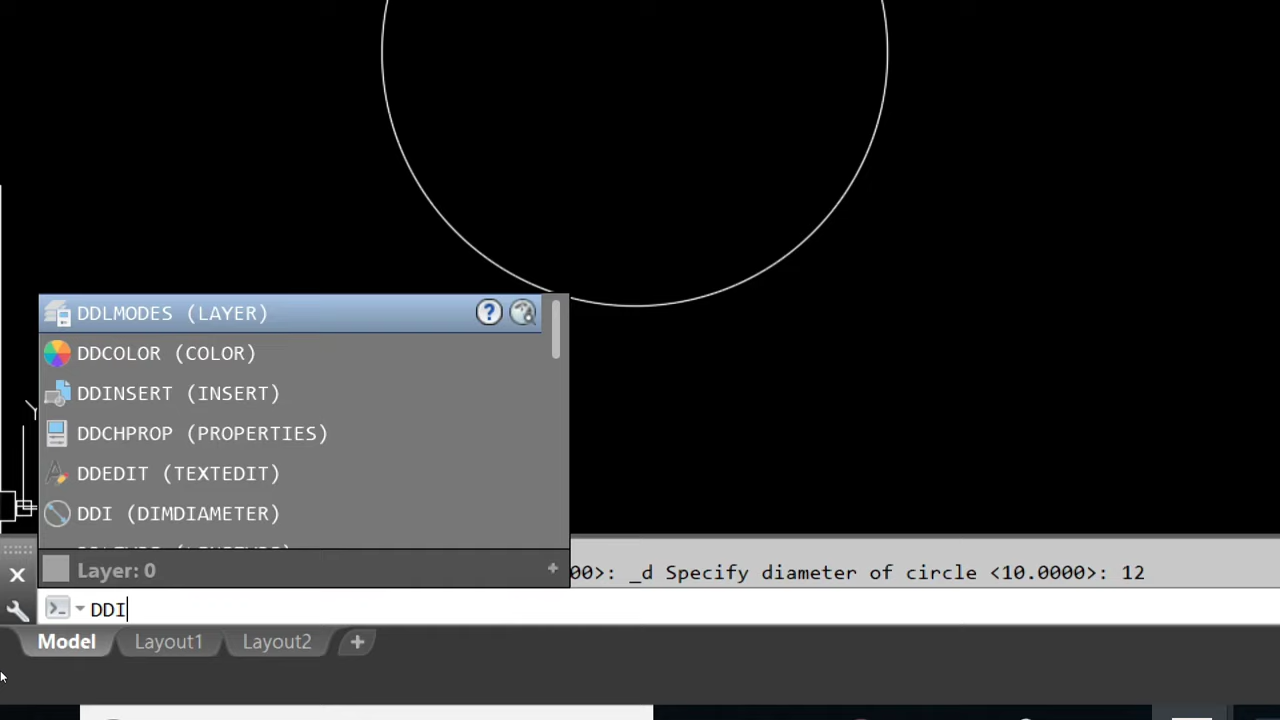 DDLMODES (LAYER)
DDCOLOR (COLOR)
DDINSERT (INSERT)
DDCHPROP (PROPERTIES)
DDEDIT (TEXTEDIT)
DDI (DIMDIAMETER)
Layer: 0
00>: _d Specify diameter of circle <10.0000>: 12
DDI
Model Layout1 Layout2
Y